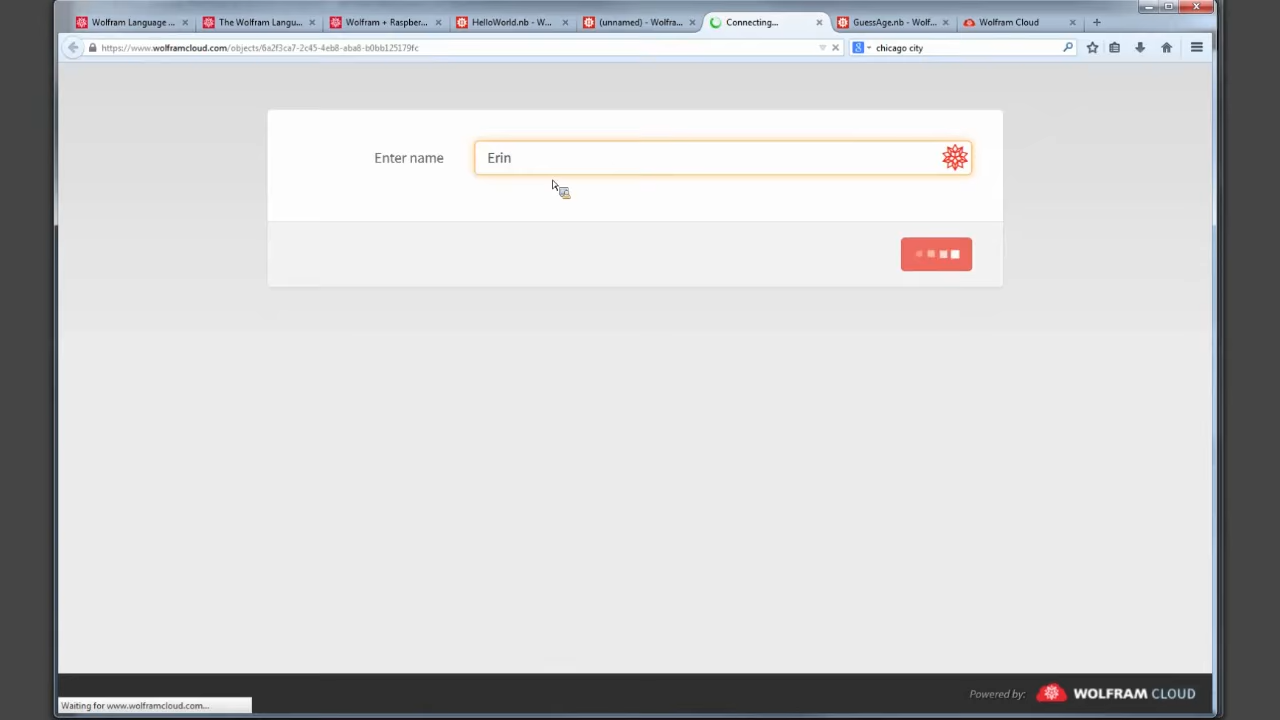 Wolfram Language ...
The Wolfram Langu...
Wolfram + Raspber...
HelloWorld.nb - W...
(unnamed) - Wolfra...
Connecting...
GuessAge.nb - Wolf...
Wolfram Cloud
https://www.wolframcloud.com/objects/6a2f3ca7-2c45-4eb8-aba8-b0bb125179fc
chicago city
Enter name
Erin
Waiting for www.wolframcloud.com...
Powered by:
WOLFRAM CLOUD